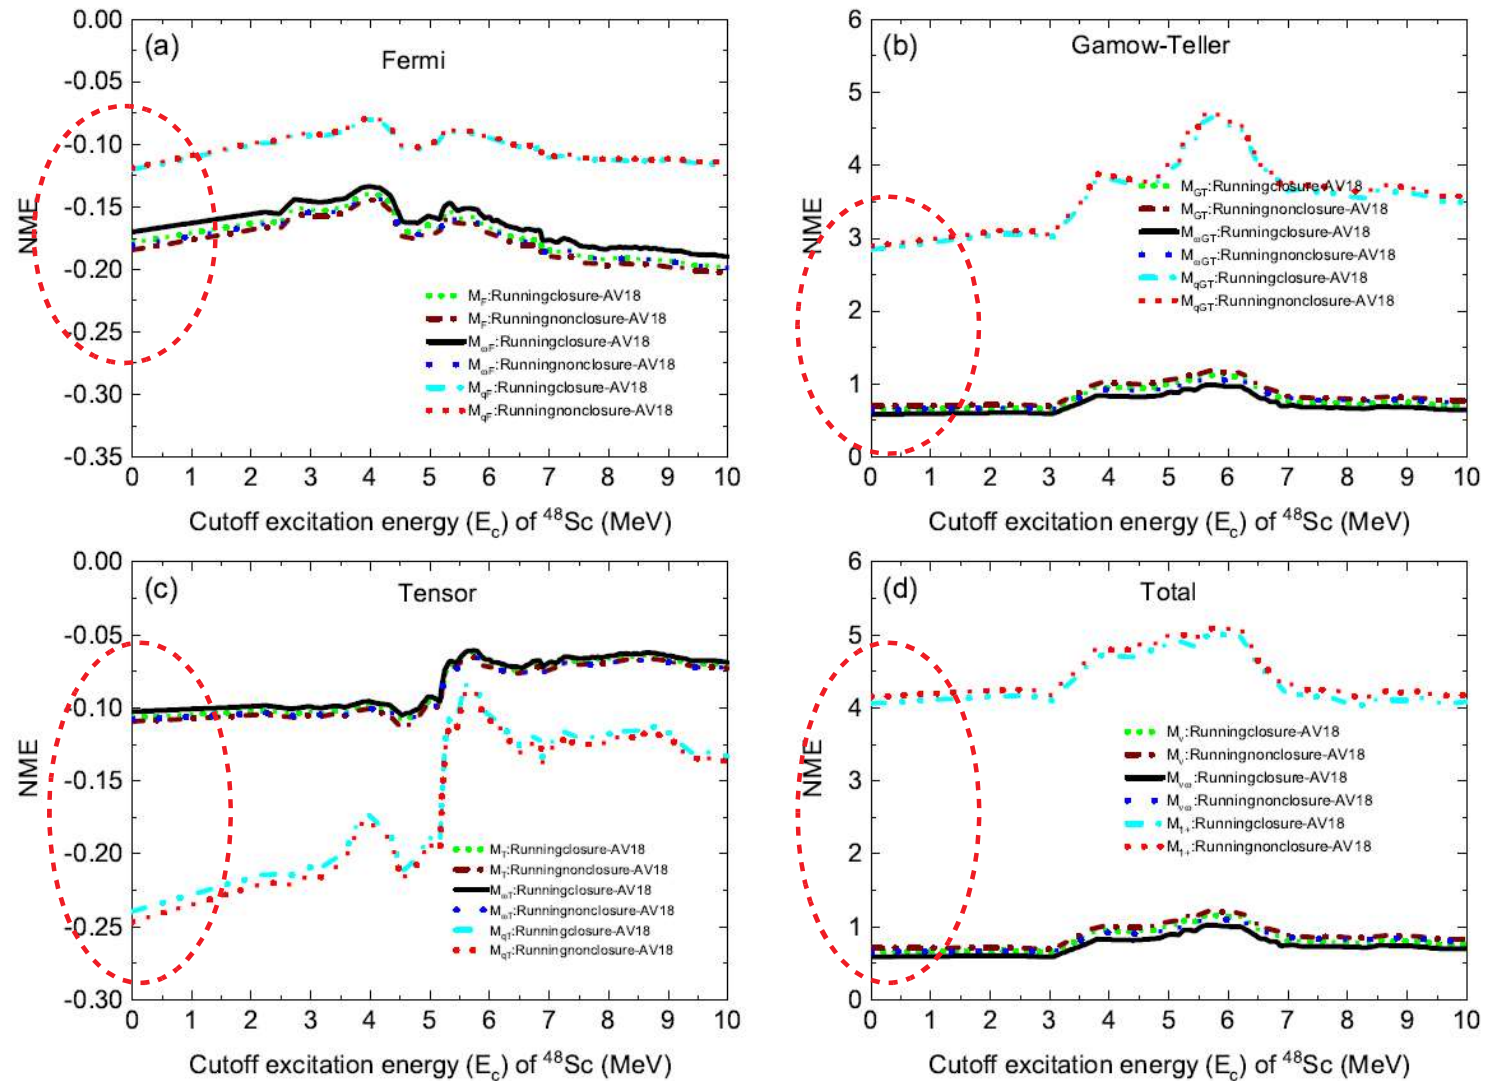 (a)
Fermi
0.00
-0.05
-0.10
-0.15
-0.20
-0.25
-0.30
-0.35
NME
M_F:Runningclosure-AV18
M_F:Runningnonclosure-AV18
M_ωF:Runningclosure-AV18
M_ωF:Runningnonclosure-AV18
M_qF:Runningclosure-AV18
M_qF:Runningnonclosure-AV18
0 1 2 3 4 5 6 7 8 9 10
Cutoff excitation energy (E_c) of ⁴⁸Sc (MeV)
(b)
Gamow-Teller
6
5
4
3
2
1
0
NME
M_GT:Runningclosure-AV18
M_GT:Runningnonclosure-AV18
M_ωGT:Runningclosure-AV18
M_ωGT:Runningnonclosure-AV18
M_qGT:Runningclosure-AV18
M_qGT:Runningnonclosure-AV18
0 1 2 3 4 5 6 7 8 9 10
Cutoff excitation energy (E_c) of ⁴⁸Sc (MeV)
(c)
Tensor
0.00
-0.05
-0.10
-0.15
-0.20
-0.25
-0.30
NME
M_T:Runningclosure-AV18
M_T:Runningnonclosure-AV18
M_ωT:Runningclosure-AV18
M_ωT:Runningnonclosure-AV18
M_qT:Runningclosure-AV18
M_qT:Runningnonclosure-AV18
0 1 2 3 4 5 6 7 8 9 10
Cutoff excitation energy (E_c) of ⁴⁸Sc (MeV)
(d)
Total
6
5
4
3
2
1
0
NME
M_ν:Runningclosure-AV18
M_ν:Runningnonclosure-AV18
M_νω:Runningclosure-AV18
M_νω:Runningnonclosure-AV18
M_1+:Runningclosure-AV18
M_1+:Runningnonclosure-AV18
0 1 2 3 4 5 6 7 8 9 10
Cutoff excitation energy (E_c) of ⁴⁸Sc (MeV)